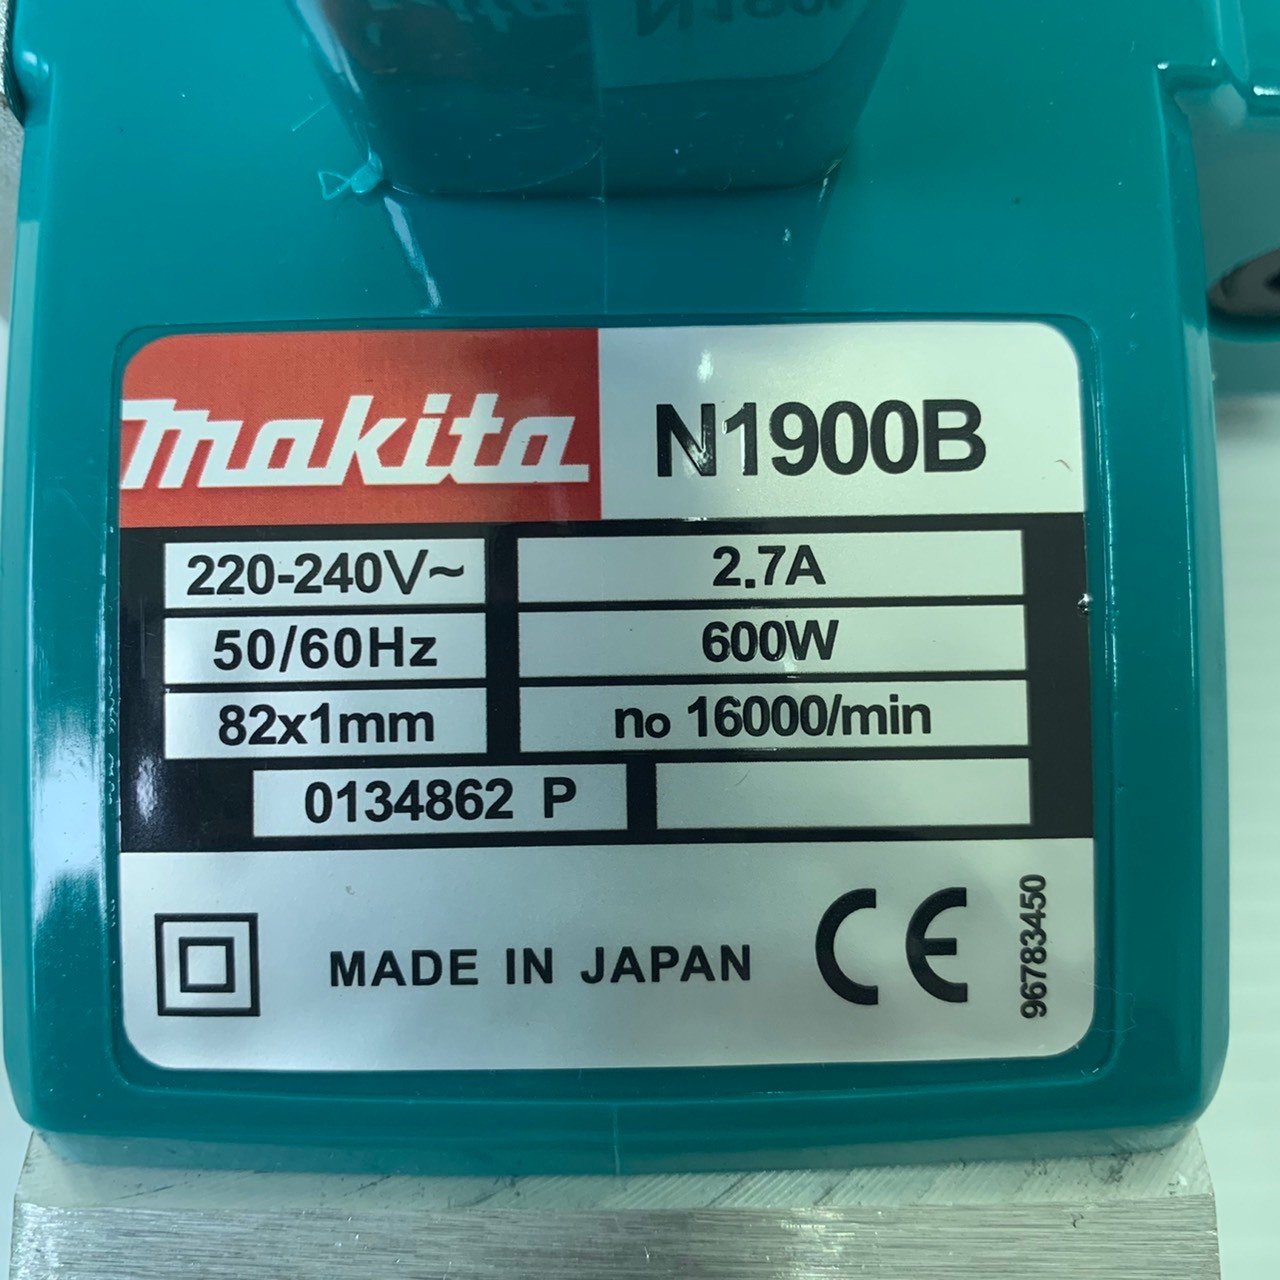 makita N1900B
220-240V~ 2.7A
50/60Hz 600W
82x1mm no 16000/min
0134862 P
MADE IN JAPAN CE
96783450